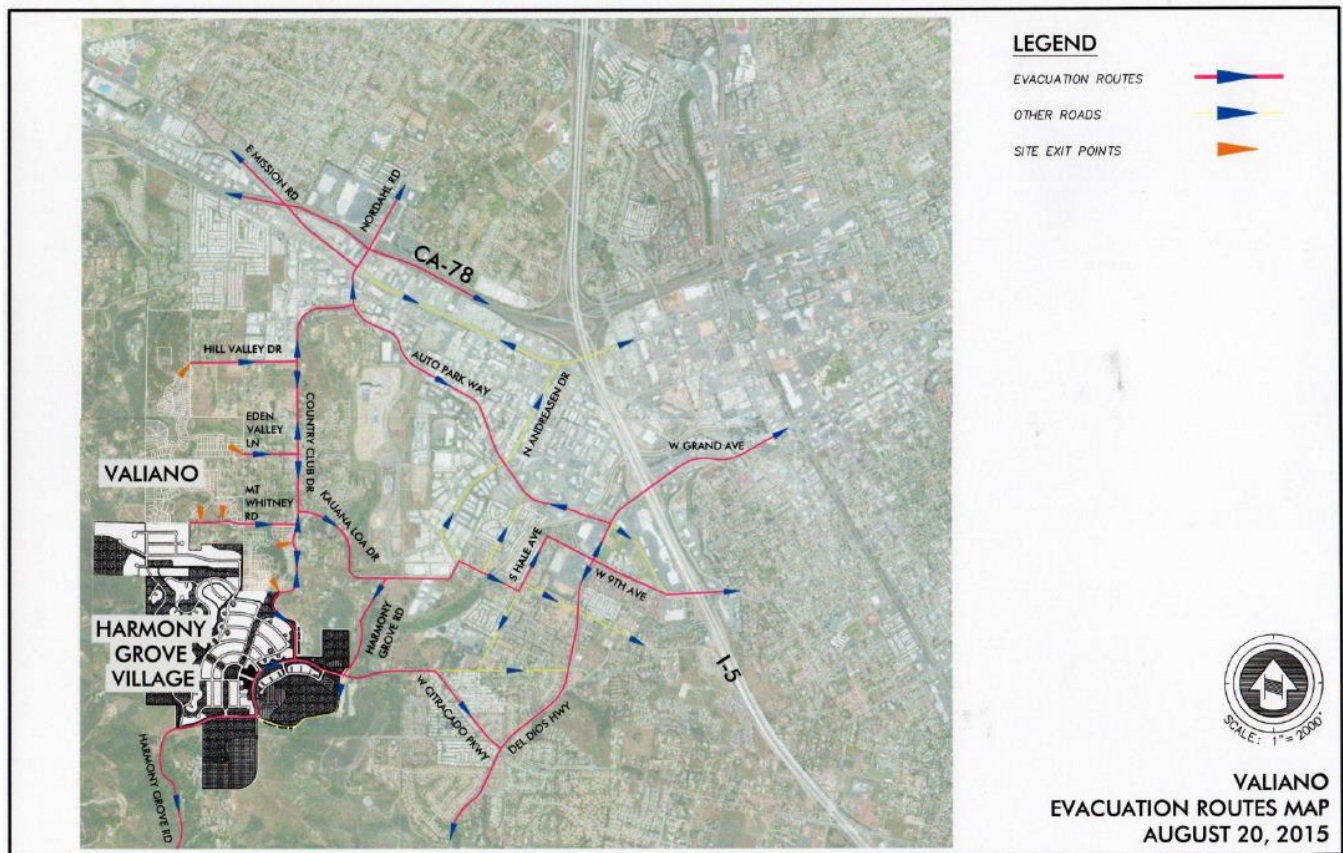 LEGEND
EVACUATION ROUTES
OTHER ROADS
SITE EXIT POINTS
E MISSION RD
NORDAHL RD
CA-78
HILL VALLEY DR
AUTO PARK WAY
COUNTRY CLUB DR
N ANDREASEN DR
EDEN
VALLEY
LN
W GRAND AVE
VALIANO
MT
WHITNEY
RD
KAUANA LOA DR
S HALE AVE
W 9TH AVE
HARMONY
GROVE
VILLAGE
HARMONY
GROVE RD
I-5
W CITRACADO PKWY
DEL DIOS HWY
HARMONY GROVE RD
SCALE: 1"= 2000'
VALIANO
EVACUATION ROUTES MAP
AUGUST 20, 2015